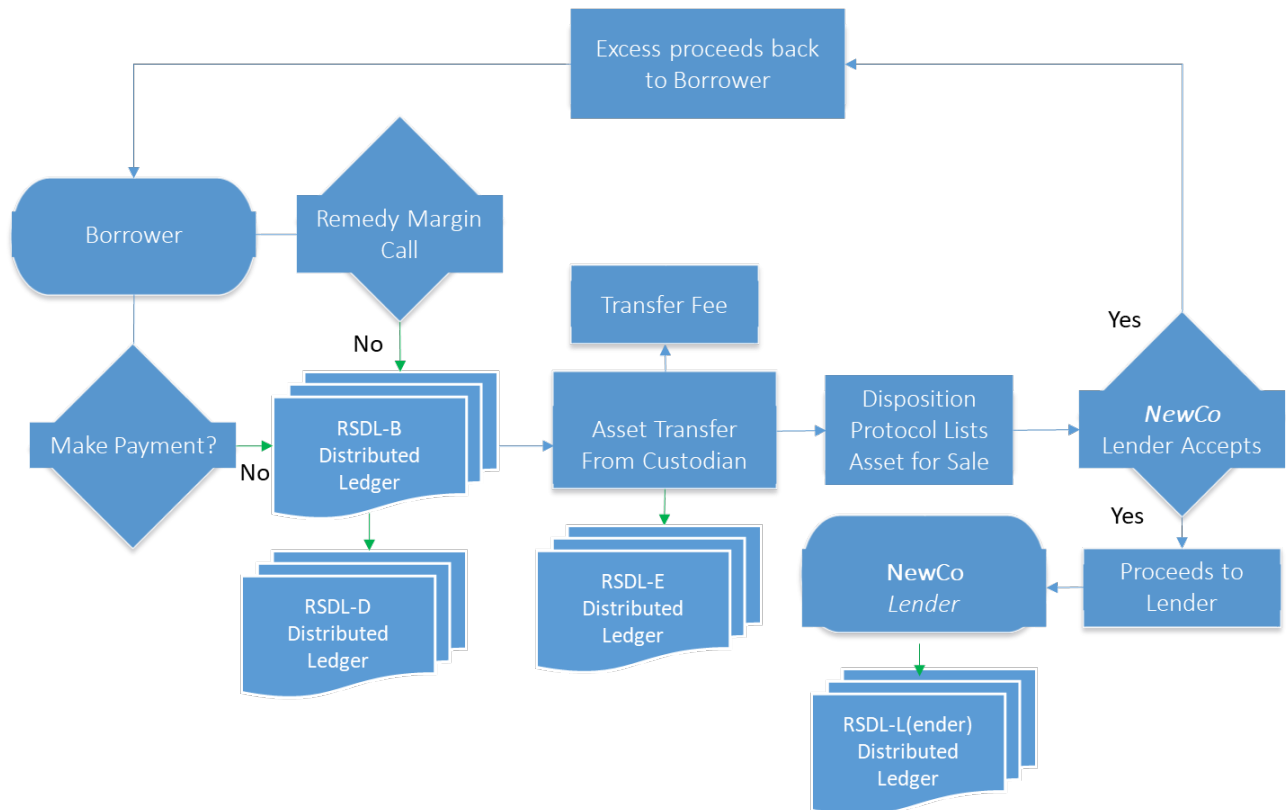 Excess proceeds back
to Borrower
Borrower
Remedy Margin
Call
Transfer Fee
Yes
No
Make Payment?
No
RSDL-B
Distributed
Ledger
Asset Transfer
From Custodian
Disposition
Protocol Lists
Asset for Sale
NewCo
Lender Accepts
Yes
RSDL-D
Distributed
Ledger
RSDL-E
Distributed
Ledger
NewCo
Lender
Proceeds to
Lender
RSDL-L(ender)
Distributed
Ledger